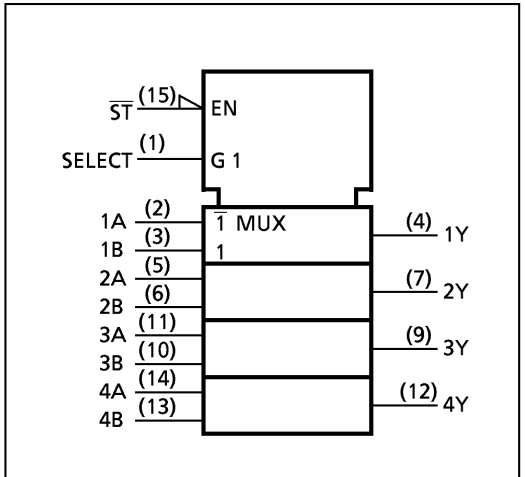 S̅T̅ (15) EN
SELECT (1) G 1
1A (2) 1̅ MUX (4) 1Y
1B (3) 1
2A (5) (7) 2Y
2B (6)
3A (11) (9) 3Y
3B (10)
4A (14) (12) 4Y
4B (13)